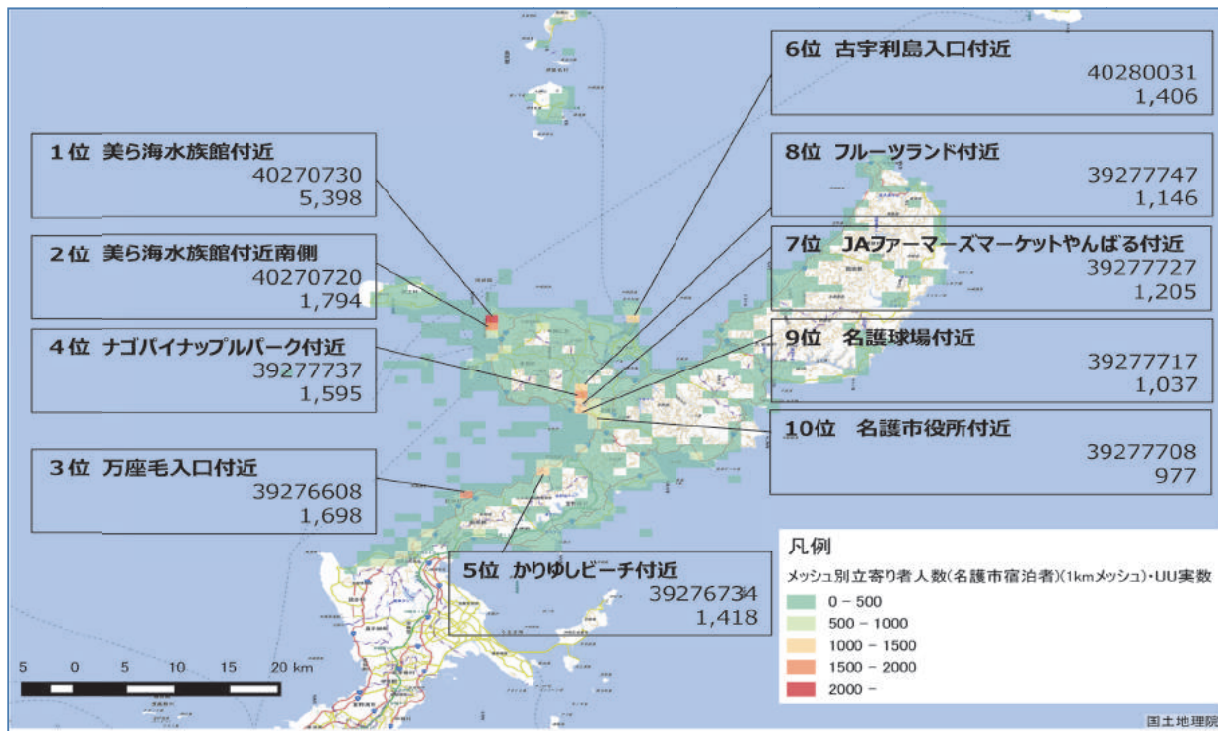 1位 美ら海水族館付近
40270730
5,398
2位 美ら海水族館付近南側
40270720
1,794
4位 ナゴパイナップルパーク付近
39277737
1,595
3位 万座毛入口付近
39276608
1,698
5位 かりゆしビーチ付近
39276734
1,418
6位 古宇利島入口付近
40280031
1,406
8位 フルーツランド付近
39277747
1,146
7位 JAファーマーズマーケットやんばる付近
39277727
1,205
9位 名護球場付近
39277717
1,037
10位 名護市役所付近
39277708
977
凡例
メッシュ別立寄り者人数(名護市宿泊者)(1kmメッシュ)・UU実数
0 - 500
500 - 1000
1000 - 1500
1500 - 2000
2000 -
5 0 5 10 15 20 km
国土地理院